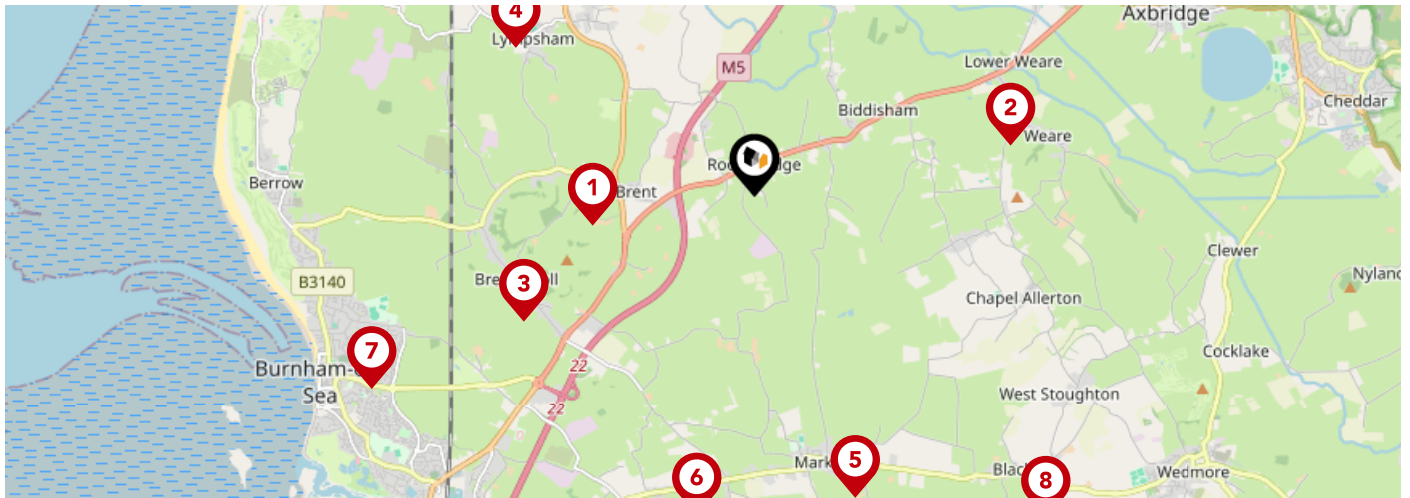 4
Axbridge
Lympsham
M5
Lower Weare
2
Cheddar
Biddisham
Weare
1
Berrow
Brent
Clewer
B3140
3
Chapel Allerton
7
22
Cocklake
Sea
22
West Stoughton
6
5
8
Wedmore